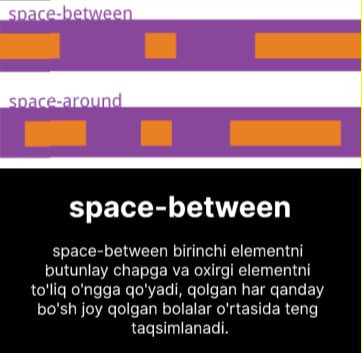 space-between
space-around
space-between
space-between birinchi elementni
butunlay chapga va oxirgi elementni
to'liq o'ngga qo'yadi, qolgan har qanday
bo'sh joy qolgan bolalar o'rtasida teng
taqsimlanadi.